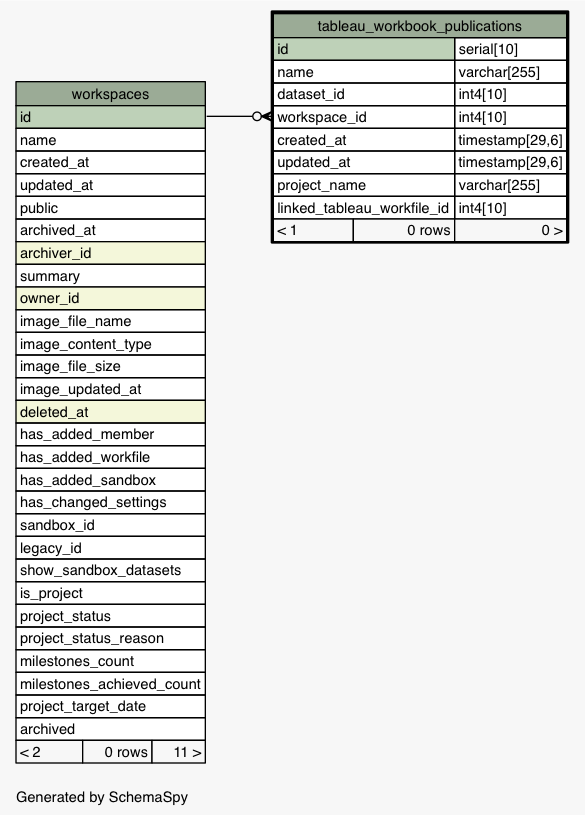 tableau_workbook_publications
id serial[10]
name varchar[255]
dataset_id int4[10]
workspace_id int4[10]
created_at timestamp[29,6]
updated_at timestamp[29,6]
project_name varchar[255]
linked_tableau_workfile_id int4[10]
< 1 0 rows 0 >
workspaces
id
name
created_at
updated_at
public
archived_at
archiver_id
summary
owner_id
image_file_name
image_content_type
image_file_size
image_updated_at
deleted_at
has_added_member
has_added_workfile
has_added_sandbox
has_changed_settings
sandbox_id
legacy_id
show_sandbox_datasets
is_project
project_status
project_status_reason
milestones_count
milestones_achieved_count
project_target_date
archived
< 2 0 rows 11 >
Generated by SchemaSpy